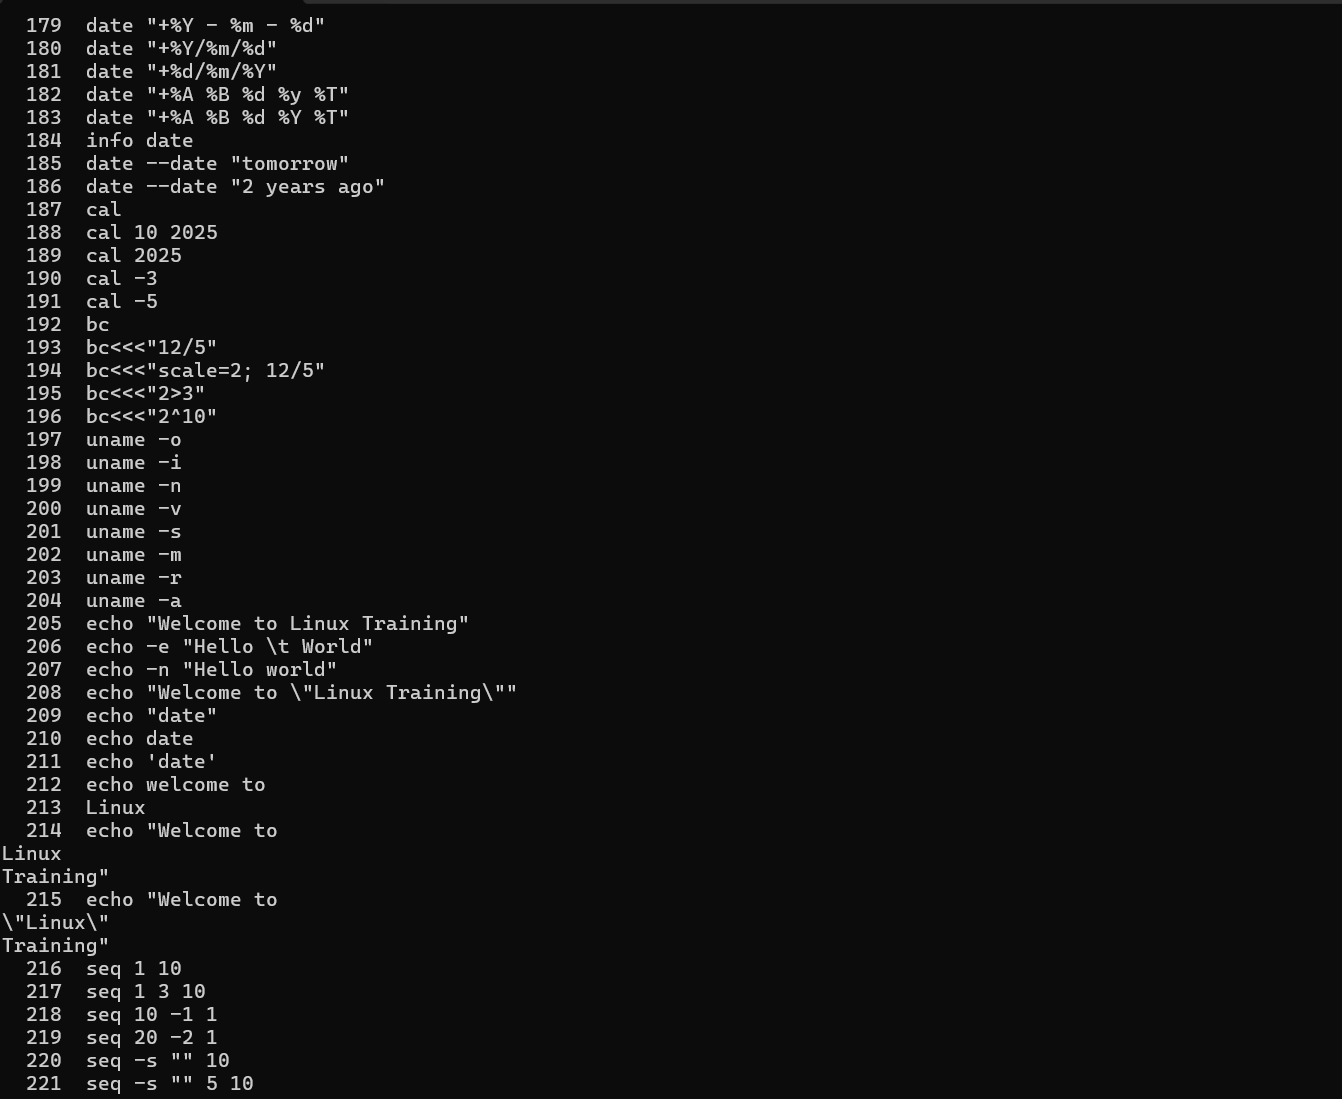 179  date "+%Y - %m - %d"
180  date "+%Y/%m/%d"
181  date "+%d/%m/%Y"
182  date "+%A %B %d %y %T"
183  date "+%A %B %d %Y %T"
184  info date
185  date --date "tomorrow"
186  date --date "2 years ago"
187  cal
188  cal 10 2025
189  cal 2025
190  cal -3
191  cal -5
192  bc
193  bc<<<"12/5"
194  bc<<<"scale=2; 12/5"
195  bc<<<"2>3"
196  bc<<<"2^10"
197  uname -o
198  uname -i
199  uname -n
200  uname -v
201  uname -s
202  uname -m
203  uname -r
204  uname -a
205  echo "Welcome to Linux Training"
206  echo -e "Hello \t World"
207  echo -n "Hello world"
208  echo "Welcome to \"Linux Training\""
209  echo "date"
210  echo date
211  echo 'date'
212  echo welcome to
213  Linux
214  echo "Welcome to
Linux
Training"
215  echo "Welcome to
\"Linux\"
Training"
216  seq 1 10
217  seq 1 3 10
218  seq 10 -1 1
219  seq 20 -2 1
220  seq -s "" 10
221  seq -s "" 5 10